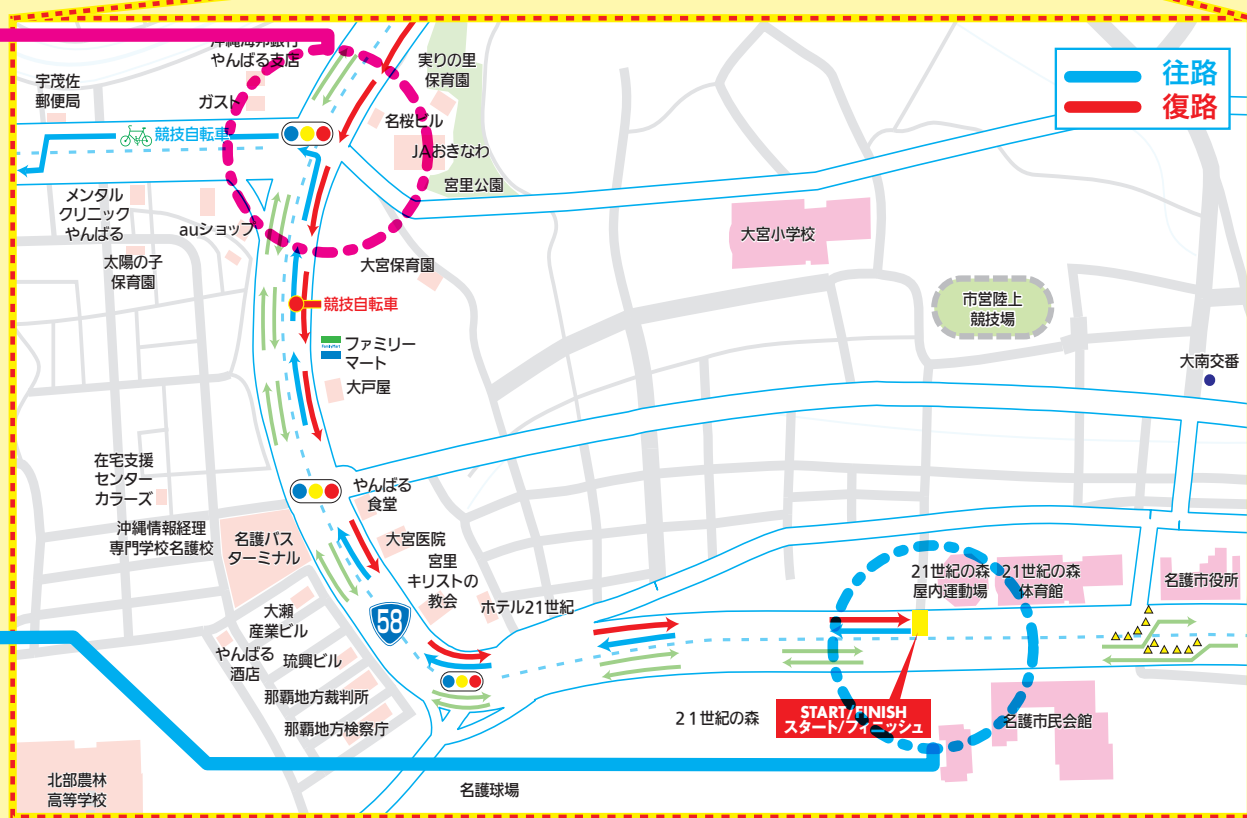 沖縄海邦銀行
やんばる支店
実りの里
保育園
往路
復路
宇茂佐
郵便局
ガスト
名桜ビル
競技自転車
JAおきなわ
宮里公園
メンタル
クリニック
やんばる
auショップ
大宮小学校
太陽の子
保育園
大宮保育園
市営陸上
競技場
競技自転車
ファミリー
マート
大戸屋
大南交番
在宅支援
センター
カラーズ
やんばる
食堂
沖縄情報経理
専門学校名護校
名護バス
ターミナル
大宮医院
宮里
キリストの
教会
ホテル21世紀
21世紀の森
屋内運動場
21世紀の森
体育館
名護市役所
58
大瀬
産業ビル
やんばる
酒店
琉興ビル
那覇地方裁判所
那覇地方検察庁
21世紀の森
START/FINISH
スタート/フィニッシュ
名護市民会館
北部農林
高等学校
名護球場